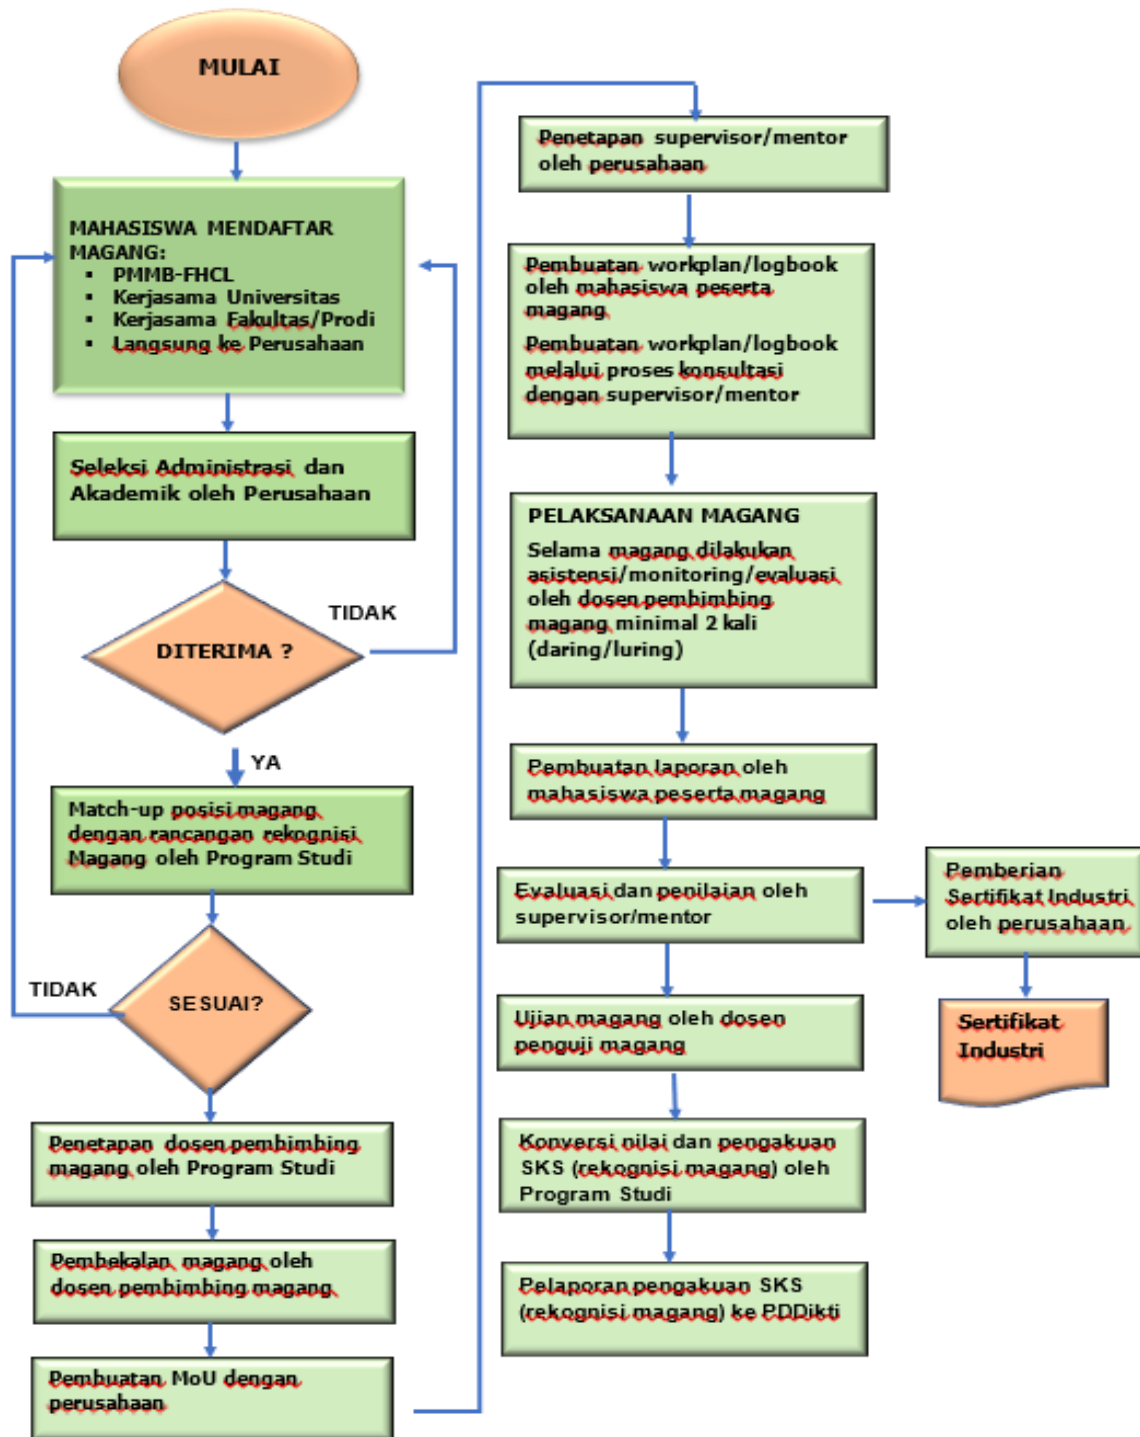 MULAI
MAHASISWA MENDAFTAR
MAGANG:
▪ PMMB-FHCL
▪ Kerjasama Universitas
▪ Kerjasama Fakultas/Prodi
▪ Langsung ke Perusahaan
Seleksi Administrasi dan
Akademik oleh Perusahaan
TIDAK
DITERIMA ?
YA
Match-up posisi magang
dengan rancangan rekognisi
Magang oleh Program Studi
TIDAK
SESUAI?
Penetapan dosen pembimbing
magang oleh Program Studi
Pembekalan magang oleh
dosen pembimbing magang
Pembuatan MoU dengan
perusahaan
Penetapan supervisor/mentor
oleh perusahaan
Pembuatan workplan/logbook
oleh mahasiswa peserta
magang
Pembuatan workplan/logbook
melalui proses konsultasi
dengan supervisor/mentor
PELAKSANAAN MAGANG
Selama magang dilakukan
asistensi/monitoring/evaluasi
oleh dosen pembimbing
magang minimal 2 kali
(daring/luring)
Pembuatan laporan oleh
mahasiswa peserta magang
Evaluasi dan penilaian oleh
supervisor/mentor
Pemberian
Sertifikat Industri
oleh perusahaan
Sertifikat
Industri
Ujian magang oleh dosen
penguji magang
Konversi nilai dan pengakuan
SKS (rekognisi magang) oleh
Program Studi
Pelaporan pengakuan SKS
(rekognisi magang) ke PDDikti